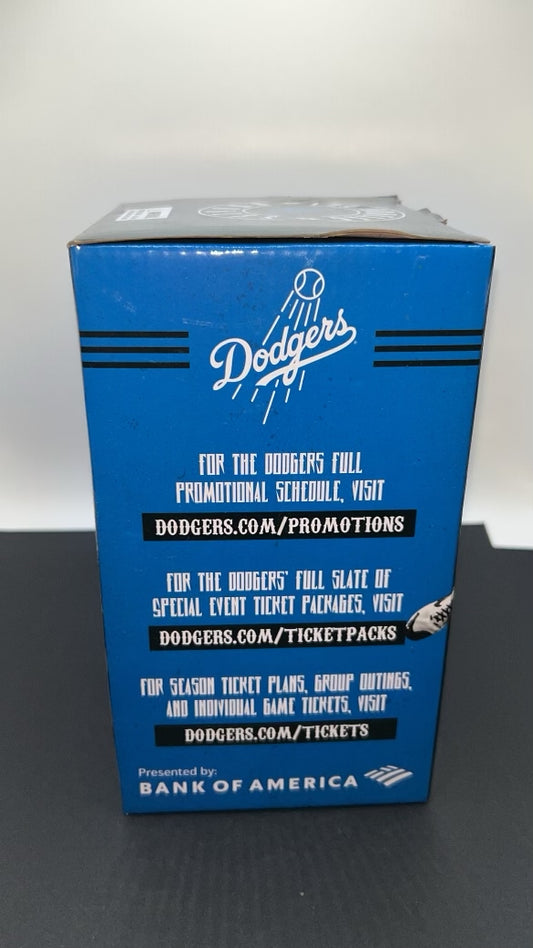 Dodgers
FOR THE DODGERS FULL
PROMOTIONAL SCHEDULE, VISIT
DODGERS.COM/PROMOTIONS
FOR THE DODGERS' FULL SLATE OF
SPECIAL EVENT TICKET PACKAGES, VISIT
DODGERS.COM/TICKETPACKS
FOR SEASON TICKET PLANS, GROUP OUTINGS,
AND INDIVIDUAL GAME TICKETS, VISIT
DODGERS.COM/TICKETS
Presented by:
BANK OF AMERICA